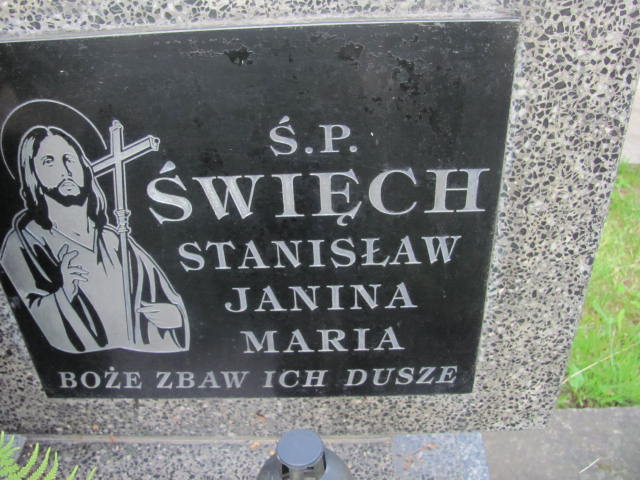 Ś.P.
ŚWIĘCH
STANISŁAW
JANINA
MARIA
BOŻE ZBAW ICH DUSZE